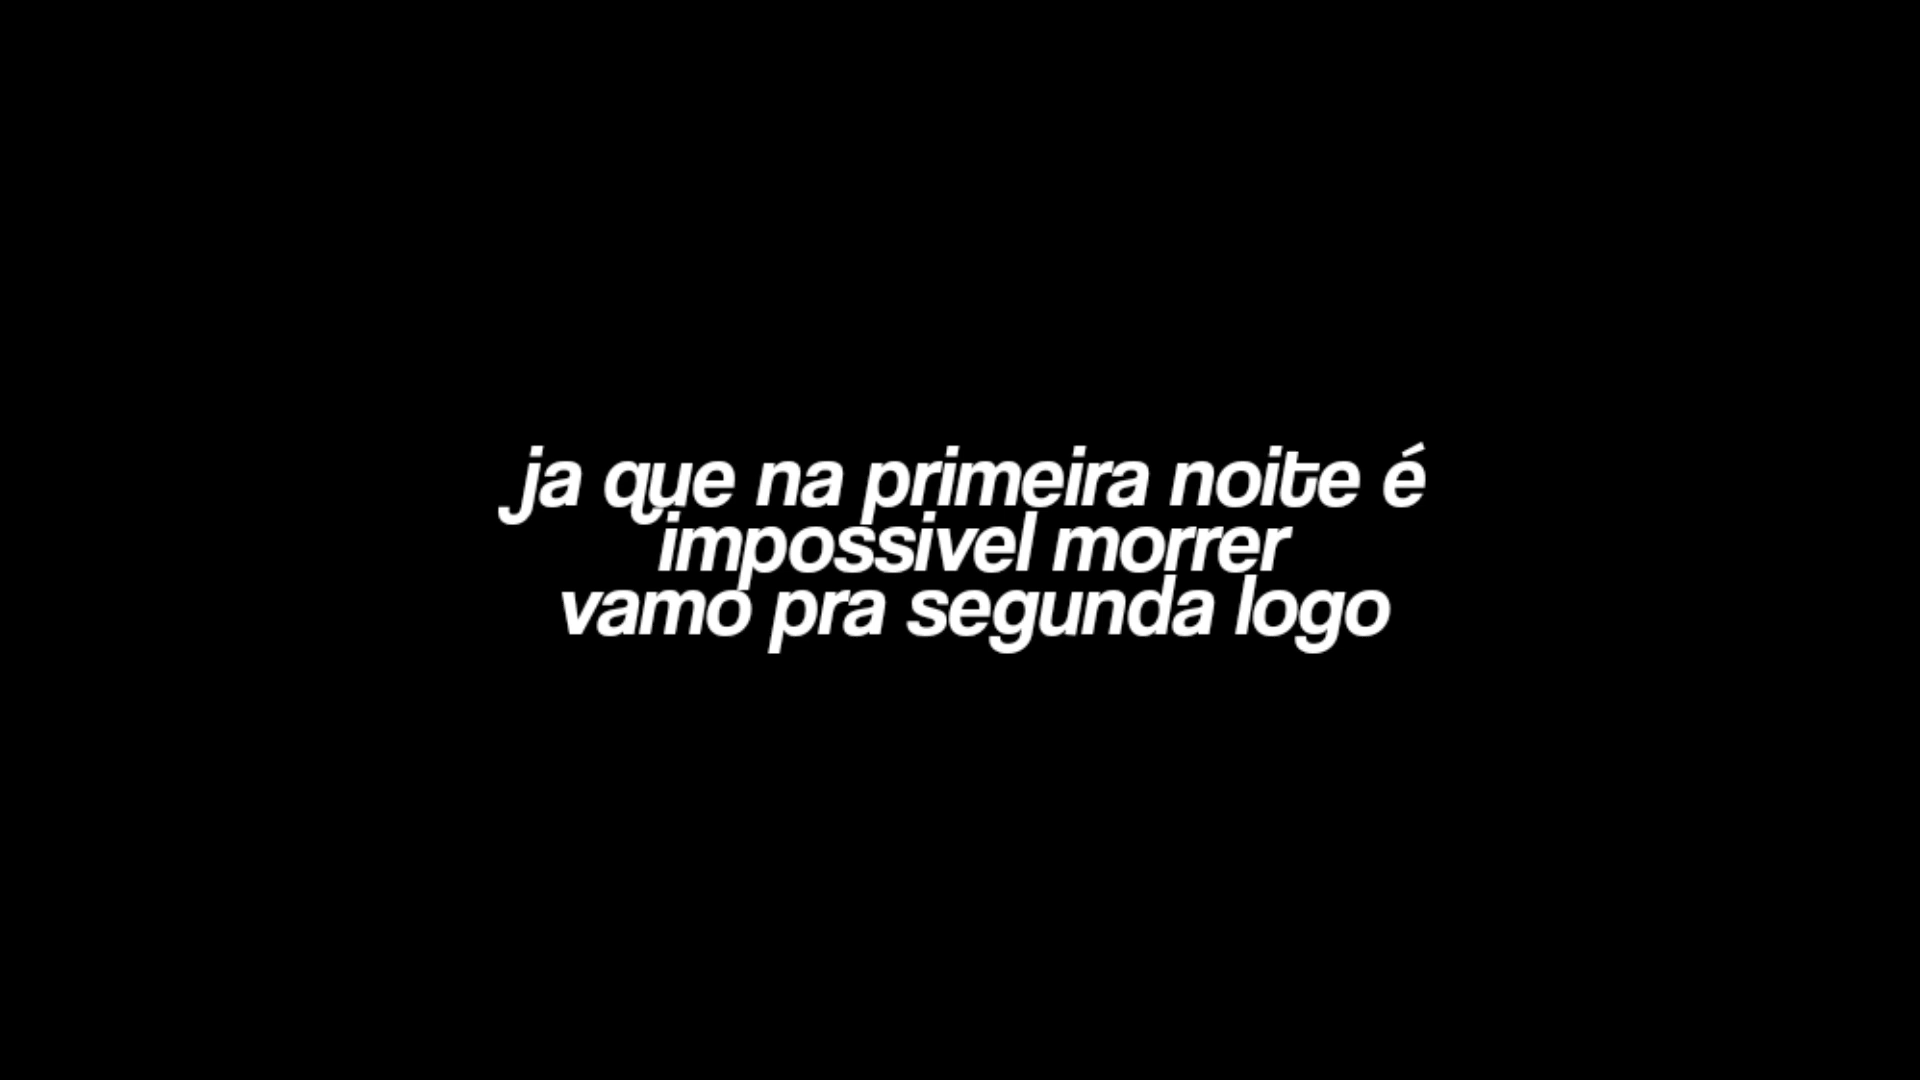 ja que na primeira noite é
impossivel morrer
vamo pra segunda logo